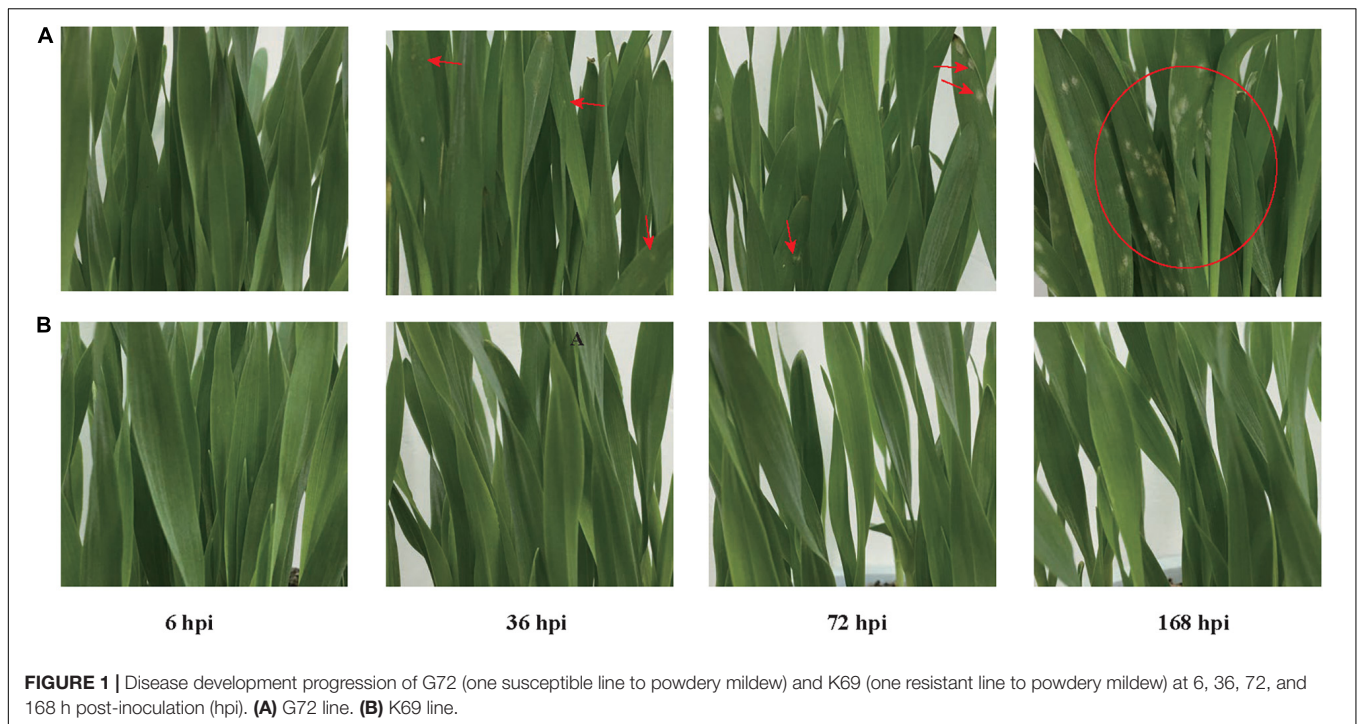 A
B
A
6 hpi
36 hpi
72 hpi
168 hpi
FIGURE 1 | Disease development progression of G72 (one susceptible line to powdery mildew) and K69 (one resistant line to powdery mildew) at 6, 36, 72, and
168 h post-inoculation (hpi). (A) G72 line. (B) K69 line.